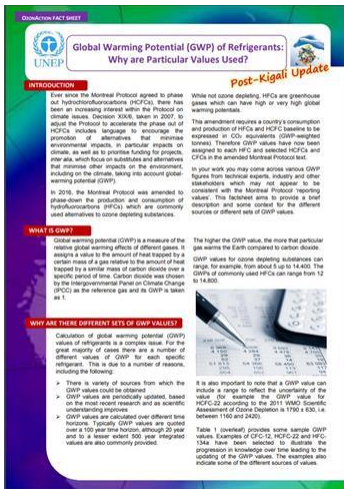 OZONACTION FACT SHEET
UNEP
Global Warming Potential (GWP) of Refrigerants:
Why are Particular Values Used?
Post-Kigali Update
INTRODUCTION
Ever since the Montreal Protocol agreed to phase
out hydrochlorofluorocarbons (HCFCs), there has
been an increasing interest within the Protocol on
climate issues. Decision XIX/6, taken in 2007, to
adjust the Protocol to accelerate the phase out of
HCFCs includes language to encourage the
promotion of alternatives that minimise
environmental impacts, in particular impacts on
climate, as well as to prioritise funding for projects,
inter alia, which focus on substitutes and alternatives
that minimise other impacts on the environment,
including on the climate, taking into account global-
warming potential (GWP).
In 2016, the Montreal Protocol was amended to
phase-down the production and consumption of
hydrofluorocarbons (HFCs) which are commonly
used alternatives to ozone depleting substances.
While not ozone depleting, HFCs are greenhouse
gases which can have high or very high global
warming potentials.
This amendment requires a country's consumption
and production of HFCs and HCFC baseline to be
expressed in CO₂ equivalents (GWP-weighted
tonnes). Therefore GWP values have now been
assigned to each HFC and selected HCFCs and
CFCs in the amended Montreal Protocol text.
In your work you may come across various GWP
figures from technical experts, industry and other
stakeholders which may not appear to be
consistent with the Montreal Protocol 'reporting
values'. This factsheet aims to provide a brief
description and some context for the different
sources or different sets of GWP values.
WHAT IS GWP?
Global warming potential (GWP) is a measure of the
relative global warming effects of different gases. It
assigns a value to the amount of heat trapped by a
certain mass of a gas relative to the amount of heat
trapped by a similar mass of carbon dioxide over a
specific period of time. Carbon dioxide was chosen
by the Intergovernmental Panel on Climate Change
(IPCC) as the reference gas and its GWP is taken
as 1.
The higher the GWP value, the more that particular
gas warms the Earth compared to carbon dioxide.
GWP values for ozone depleting substances can
range, for example, from about 5 up to 14,400. The
GWPs of commonly used HFCs can range from 12
to 14,800.
WHY ARE THERE DIFFERENT SETS OF GWP VALUES?
Calculation of global warming potential (GWP)
values of refrigerants is a complex issue. For the
great majority of cases there are a number of
different values of GWP for each specific
refrigerant. This is due to a number of reasons,
including the following:
➤ There is variety of sources from which the
GWP values could be obtained
➤ GWP values are periodically updated, based
on the most recent research and as scientific
understanding improves
➤ GWP values are calculated over different time
horizons. Typically GWP values are quoted
over a 100 year time horizon, although 20 year
and to a lesser extent 500 year integrated
values are also commonly provided.
It is also important to note that a GWP value can
include a range to reflect the uncertainty of the
value (for example the GWP value for
HCFC-22 according to the 2011 WMO Scientific
Assessment of Ozone Depletion is 1790 ± 630, i.e.
between 1160 and 2420).
Table 1 (overleaf) provides some sample GWP
values. Examples of CFC-12, HCFC-22 and HFC-
134a have been selected to illustrate the
progression in knowledge over time leading to the
updating of the GWP values. The examples also
indicate some of the different sources of values.